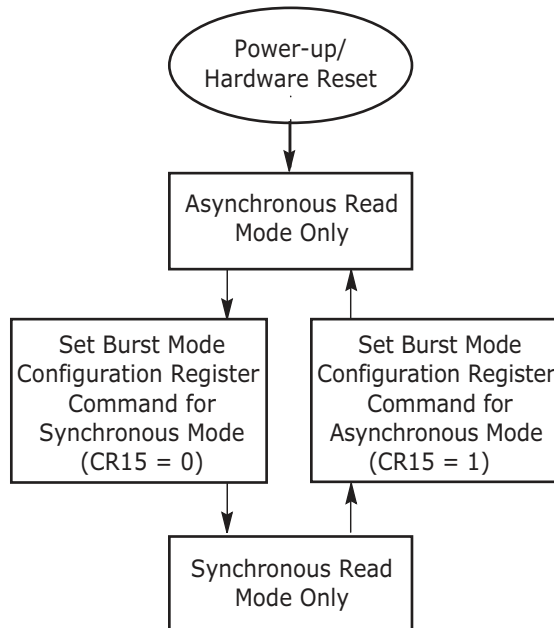 Power-up/
Hardware Reset
Asynchronous Read
Mode Only
Set Burst Mode
Configuration Register
Command for
Synchronous Mode
(CR15 = 0)
Set Burst Mode
Configuration Register
Command for
Asynchronous Mode
(CR15 = 1)
Synchronous Read
Mode Only